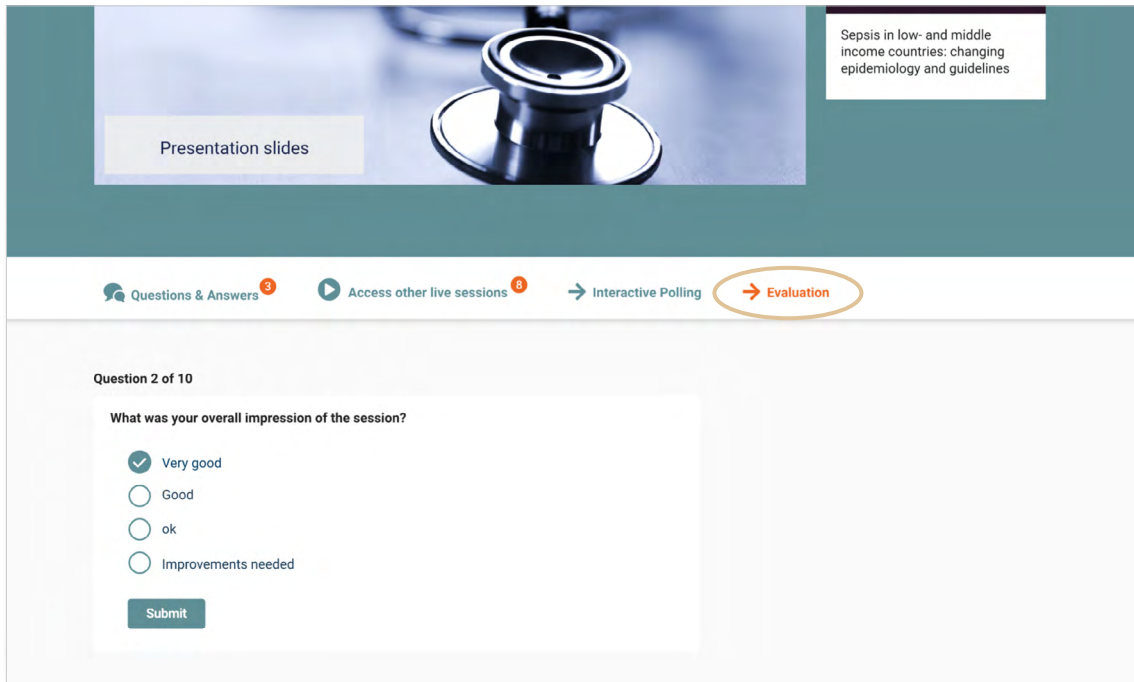 Sepsis in low- and middle
income countries: changing
epidemiology and guidelines
Presentation slides
Questions & Answers 3
Access other live sessions 8
Interactive Polling
Evaluation
Question 2 of 10
What was your overall impression of the session?
Very good
Good
ok
Improvements needed
Submit